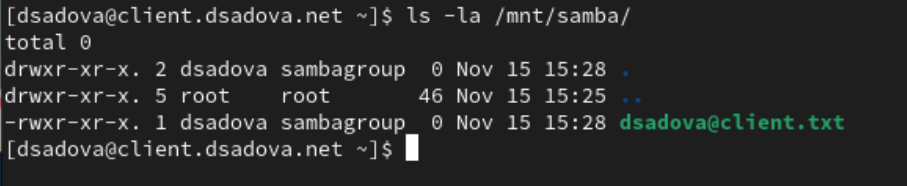 [dsadova@client.dsadova.net ~]$ ls -la /mnt/samba/
total 0
drwxr-xr-x. 2 dsadova sambagroup  0 Nov 15 15:28 .
drwxr-xr-x. 5 root    root       46 Nov 15 15:25 ..
-rwxr-xr-x. 1 dsadova sambagroup  0 Nov 15 15:28 dsadova@client.txt
[dsadova@client.dsadova.net ~]$